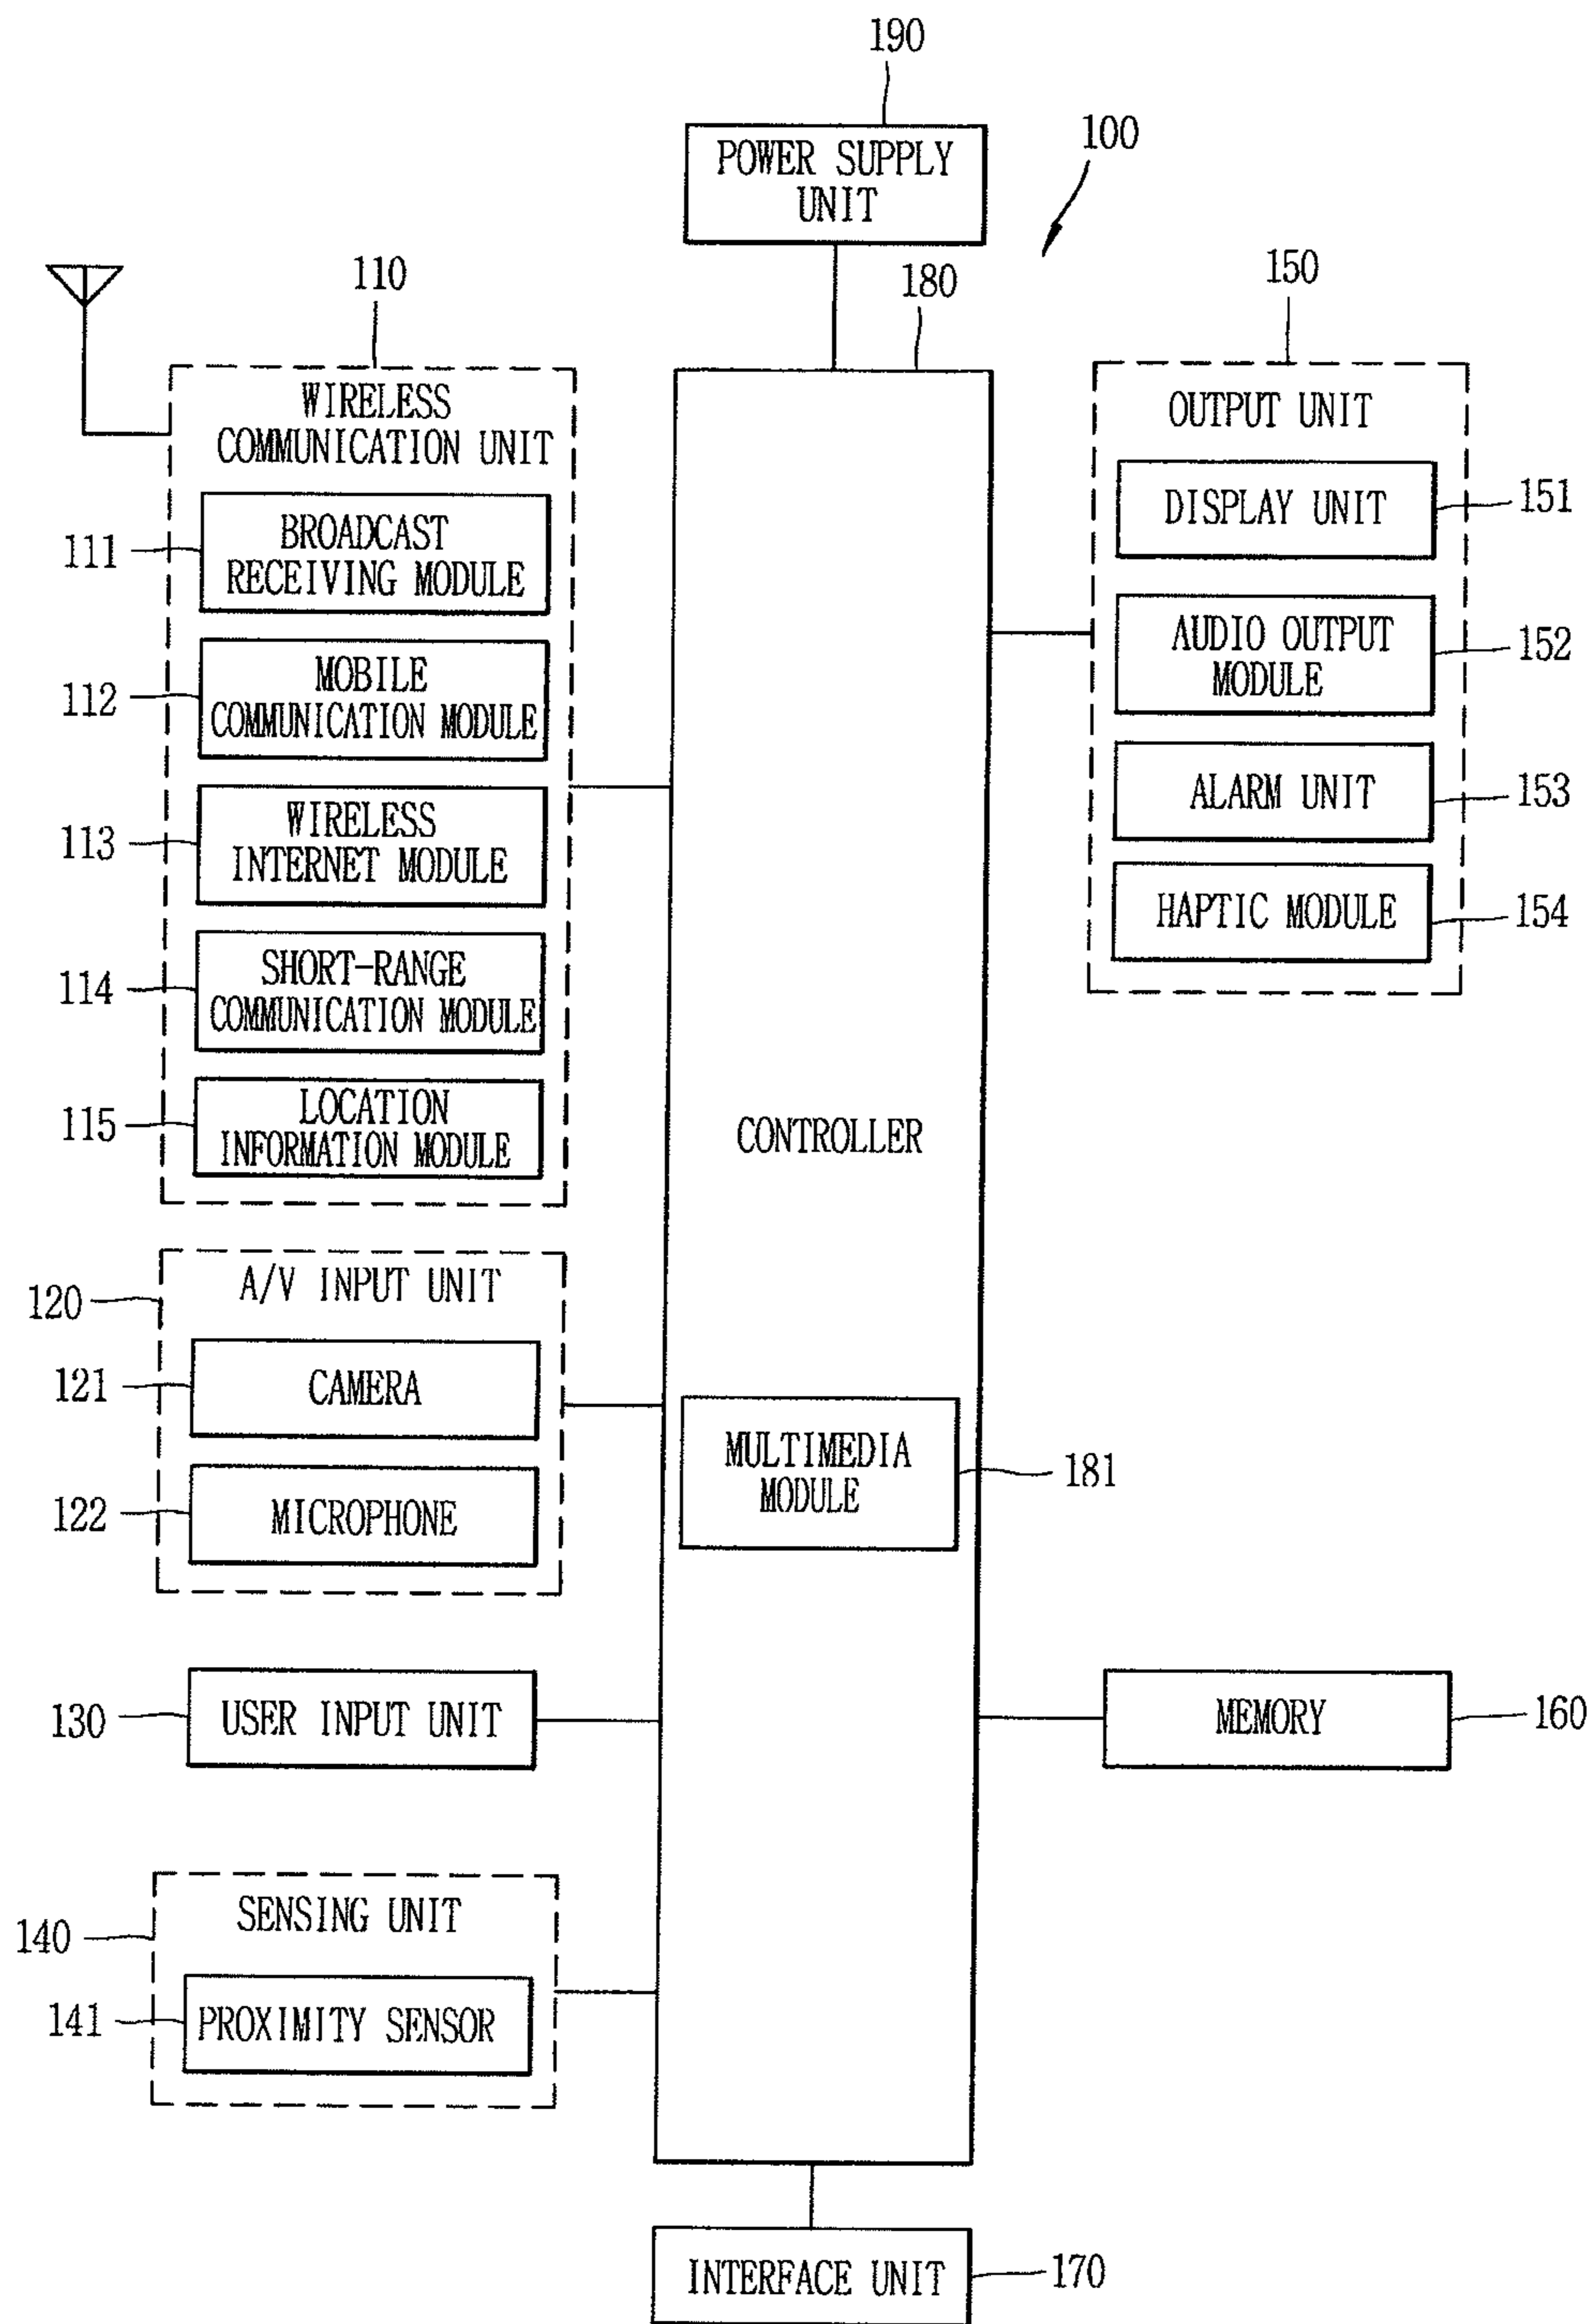 190
POWER SUPPLY
UNIT
100
110
180
150
WIRELESS
COMMUNICATION UNIT
111
BROADCAST
RECEIVING MODULE
112
MOBILE
COMMUNICATION MODULE
113
WIRELESS
INTERNET MODULE
114
SHORT-RANGE
COMMUNICATION MODULE
115
LOCATION
INFORMATION MODULE
OUTPUT UNIT
DISPLAY UNIT
151
AUDIO OUTPUT
MODULE
152
ALARM UNIT
153
HAPTIC MODULE
154
CONTROLLER
120
A/V INPUT UNIT
121
CAMERA
122
MICROPHONE
MULTIMEDIA
MODULE
181
130
USER INPUT UNIT
MEMORY
160
140
SENSING UNIT
141
PROXIMITY SENSOR
INTERFACE UNIT
170